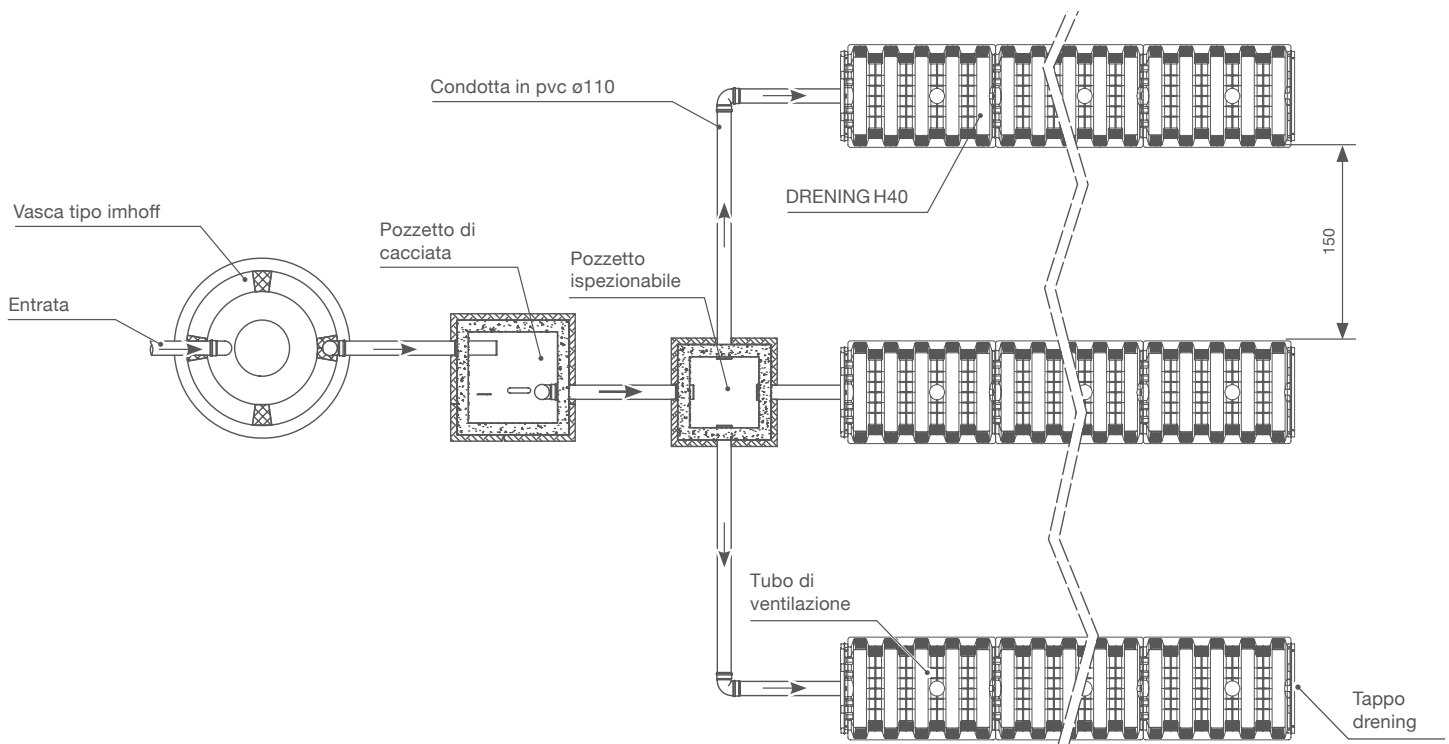 Condotta in pvc ø110
DRENING H40
Vasca tipo imhoff
Pozzetto di
cacciata
Pozzetto
ispezionabile
Entrata
150
Tubo di
ventilazione
Tappo
drening